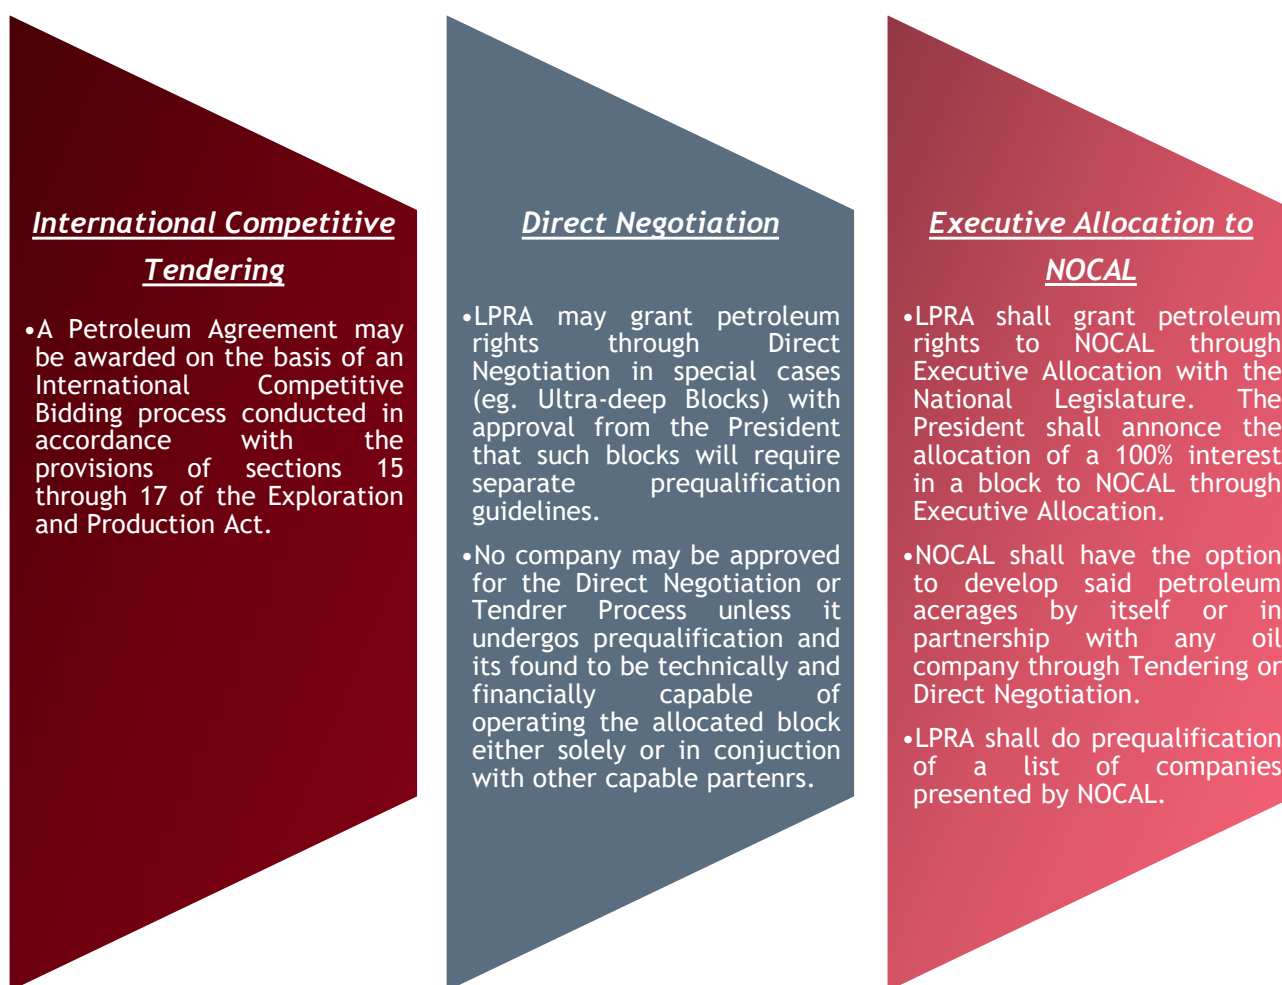 International Competitive
Tendering
•A Petroleum Agreement may
be awarded on the basis of an
International Competitive
Bidding process conducted in
accordance with the
provisions of sections 15
through 17 of the Exploration
and Production Act.
Direct Negotiation
•LPRA may grant petroleum
rights through Direct
Negotiation in special cases
(eg. Ultra-deep Blocks) with
approval from the President
that such blocks will require
separate prequalification
guidelines.
•No company may be approved
for the Direct Negotiation or
Tendrer Process unless it
undergos prequalification and
its found to be technically and
financially capable of
operating the allocated block
either solely or in conjuction
with other capable partenrs.
Executive Allocation to
NOCAL
•LPRA shall grant petroleum
rights to NOCAL through
Executive Allocation with the
National Legislature. The
President shall annonce the
allocation of a 100% interest
in a block to NOCAL through
Executive Allocation.
•NOCAL shall have the option
to develop said petroleum
acerages by itself or in
partnership with any oil
company through Tendering or
Direct Negotiation.
•LPRA shall do prequalification
of a list of companies
presented by NOCAL.